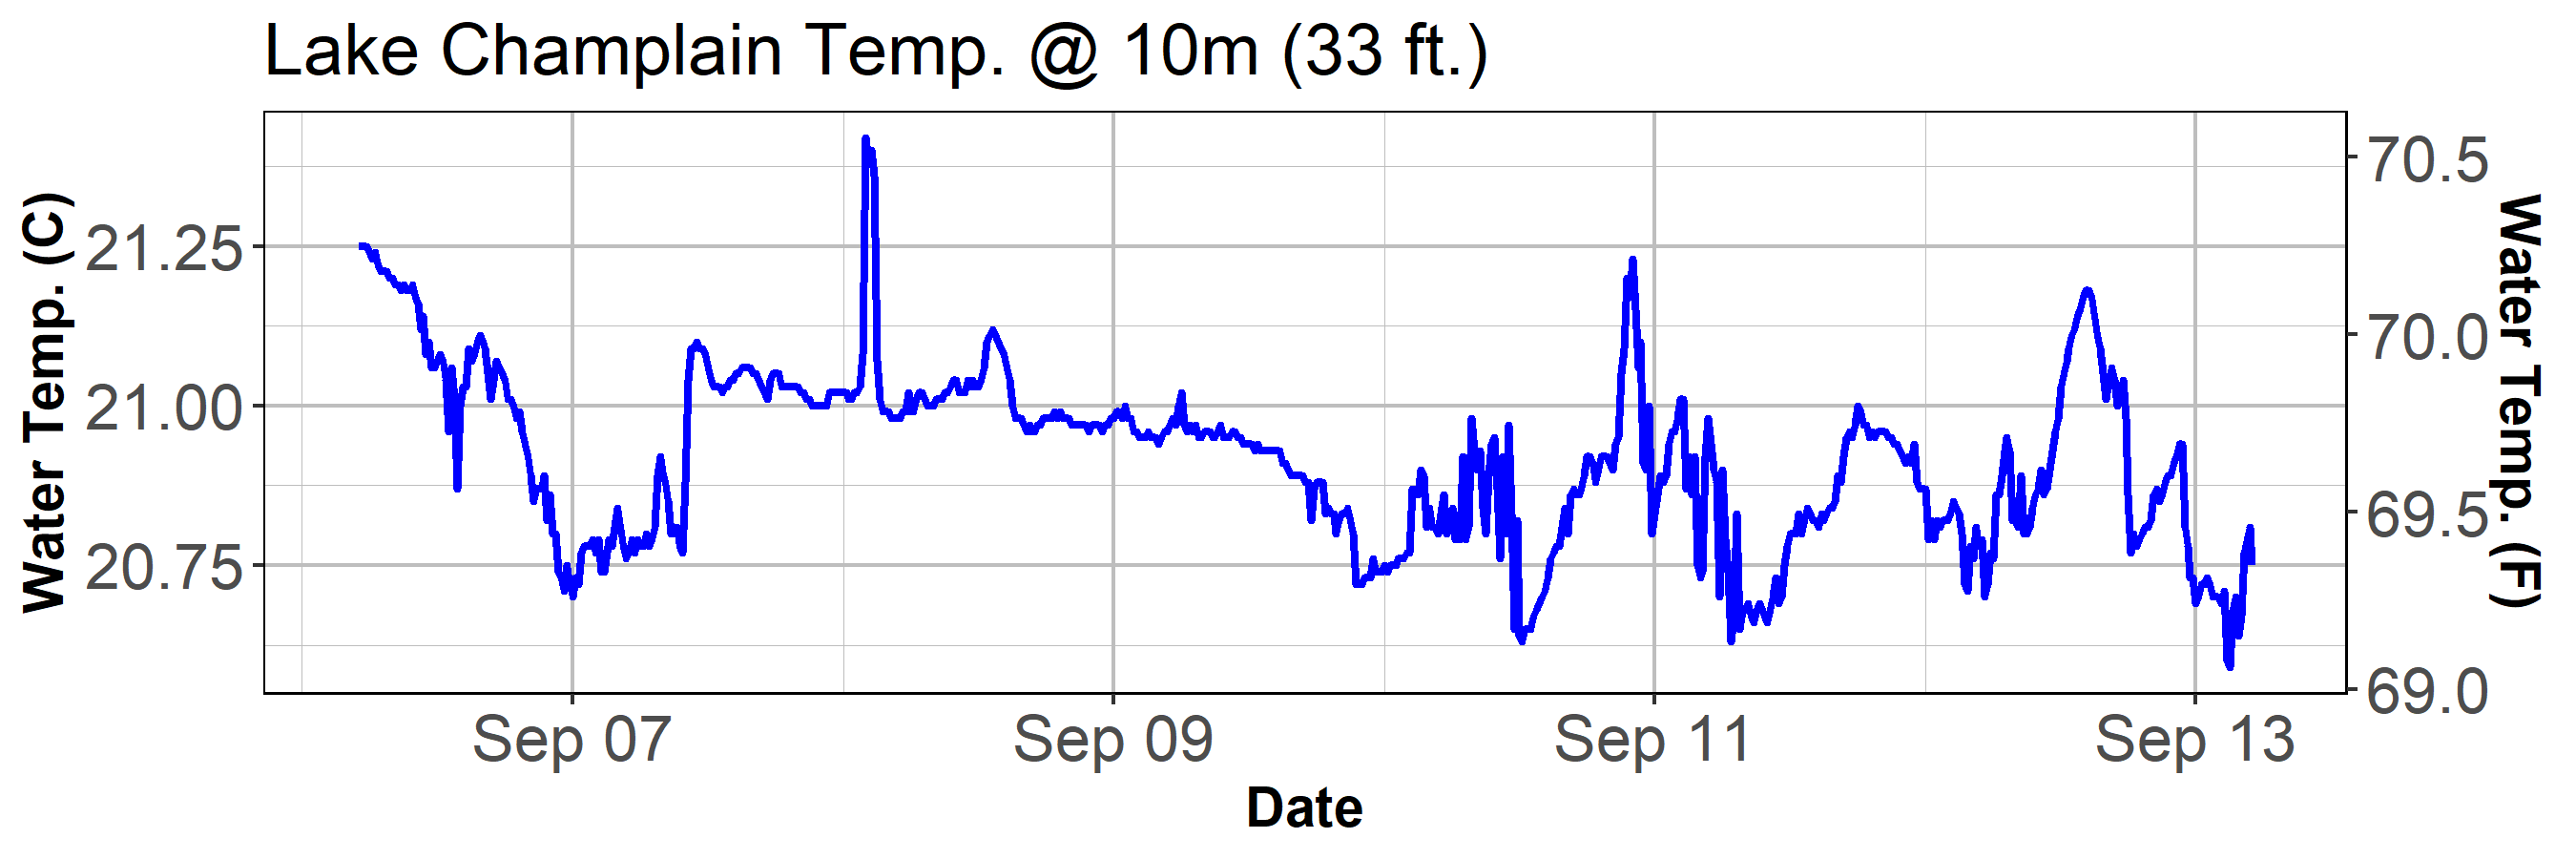 Lake Champlain Temp. @ 10m (33 ft.)
Water Temp. (C)
21.25
21.00
20.75
70.5
70.0
69.5
69.0
Water Temp. (F)
Sep 07
Sep 09
Sep 11
Sep 13
Date